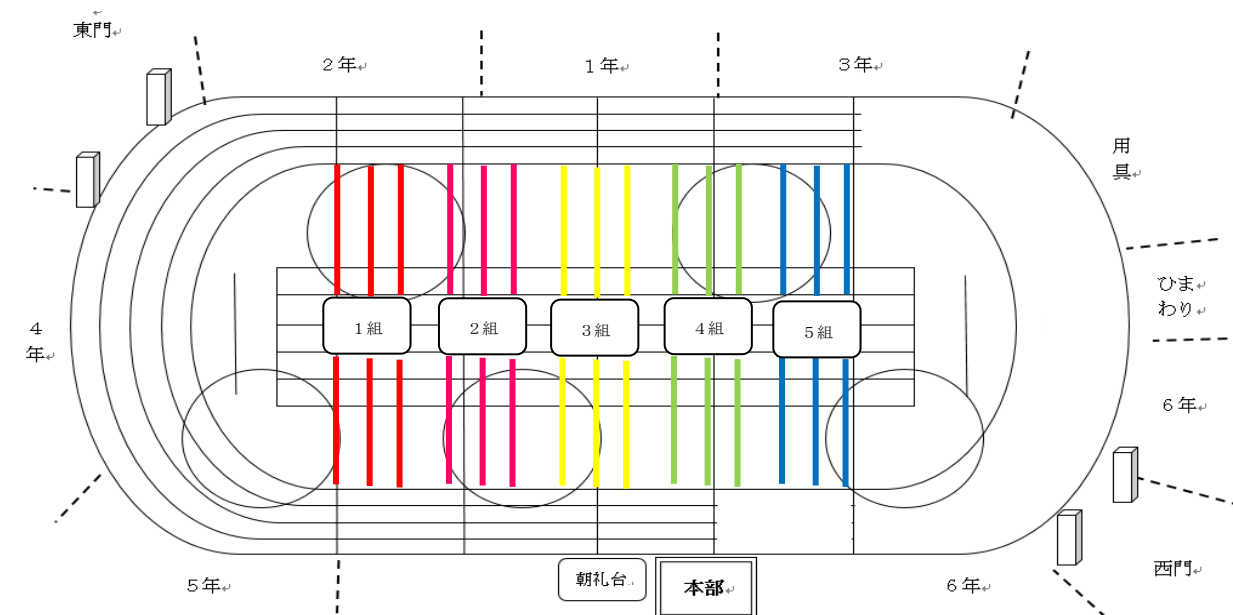 東門
２年
１年
３年
用
具
ひま
わり
４
年
１組
２組
３組
４組
５組
６年
西門
５年
朝礼台
本部
６年